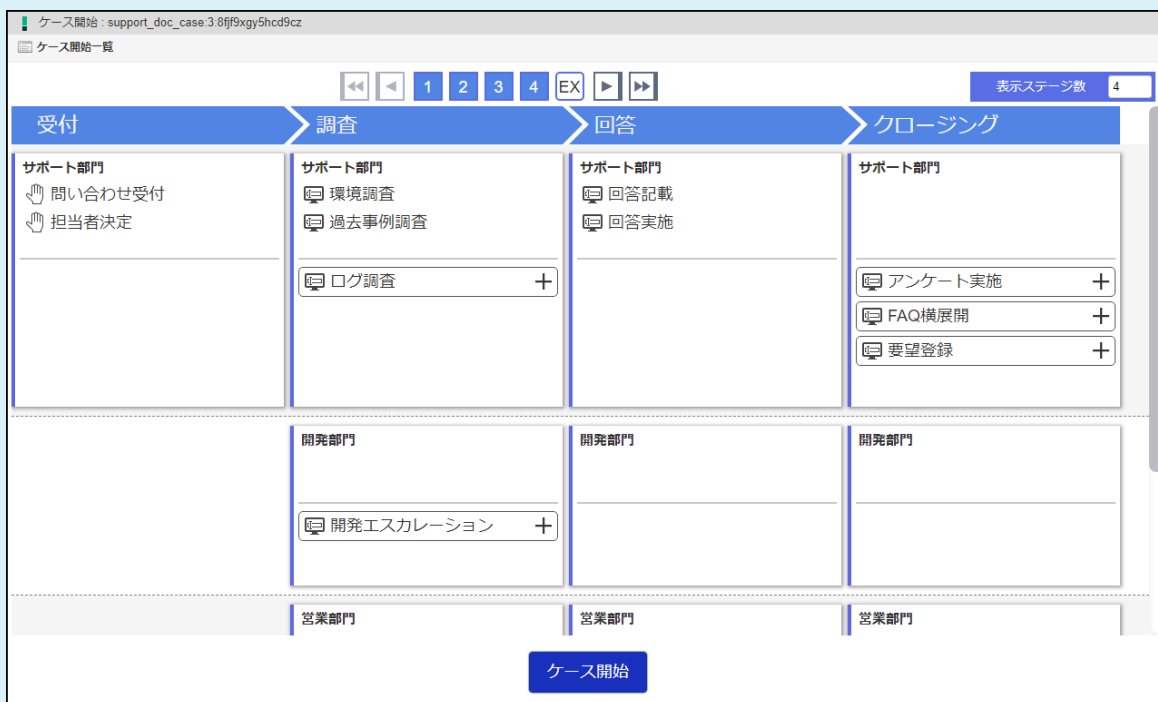 ケース開始 : support_doc_case:3:8fjf9xgy5hcd9cz
ケース開始一覧
1 2 3 4 EX
表示ステージ数 4
受付 調査 回答 クロージング
サポート部門
問い合わせ受付
担当者決定
サポート部門
環境調査
過去事例調査
ログ調査
サポート部門
回答記載
回答実施
サポート部門
アンケート実施
FAQ横展開
要望登録
開発部門
開発エスカレーション
開発部門
開発部門
営業部門
営業部門
営業部門
ケース開始